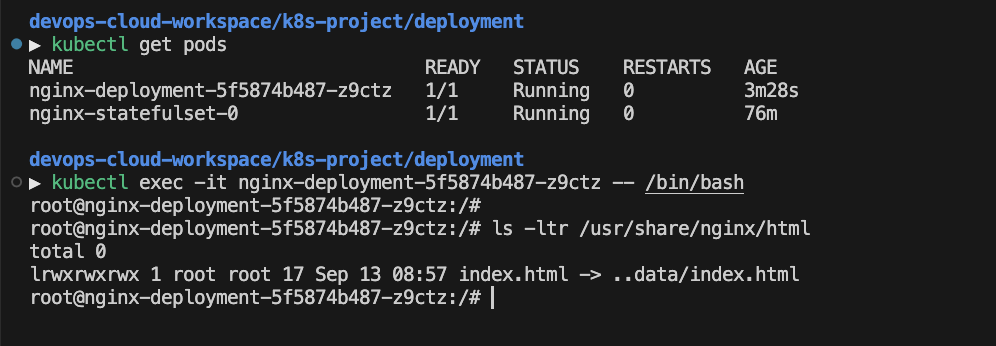 devops-cloud-workspace/k8s-project/deployment
▶ kubectl get pods
NAME READY STATUS RESTARTS AGE
nginx-deployment-5f5874b487-z9ctz 1/1 Running 0 3m28s
nginx-statefulset-0 1/1 Running 0 76m
devops-cloud-workspace/k8s-project/deployment
▶ kubectl exec -it nginx-deployment-5f5874b487-z9ctz -- /bin/bash
root@nginx-deployment-5f5874b487-z9ctz:/#
root@nginx-deployment-5f5874b487-z9ctz:/# ls -ltr /usr/share/nginx/html
total 0
lrwxrwxrwx 1 root root 17 Sep 13 08:57 index.html -> ..data/index.html
root@nginx-deployment-5f5874b487-z9ctz:/#